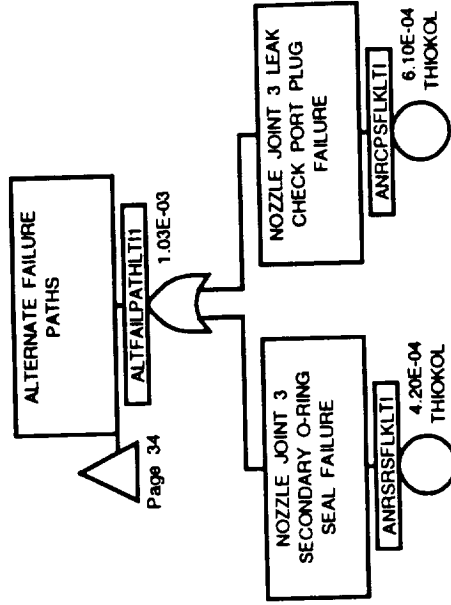 ALTERNATE FAILURE
PATHS
Page 34
ALTFAILPATHLTI1
1.03E-03
NOZZLE JOINT 3
SECONDARY O-RING
SEAL FAILURE
ANRSRSFLKLTI
4.20E-04
THIOKOL
NOZZLE JOINT 3 LEAK
CHECK PORT PLUG
FAILURE
ANRCPSFLKLTI
6.10E-04
THIOKOL